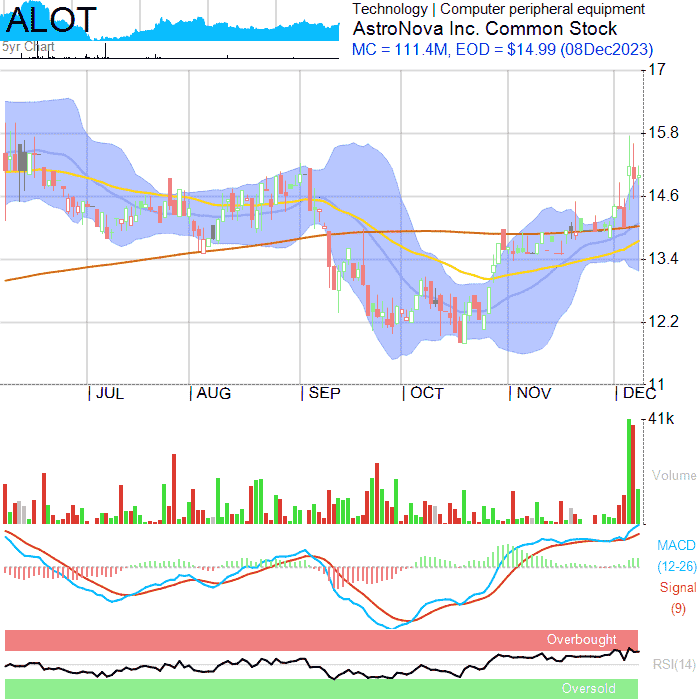 ALOT
5yr Chart
Technology | Computer peripheral equipment
AstroNova Inc. Common Stock
MC = 111.4M, EOD = $14.99 (08Dec2023)
17
15.8
14.6
13.4
12.2
11
JUL AUG SEP OCT NOV DEC
41k
Volume
MACD
(12-26)
Signal
(9)
Overbought
RSI(14)
Oversold